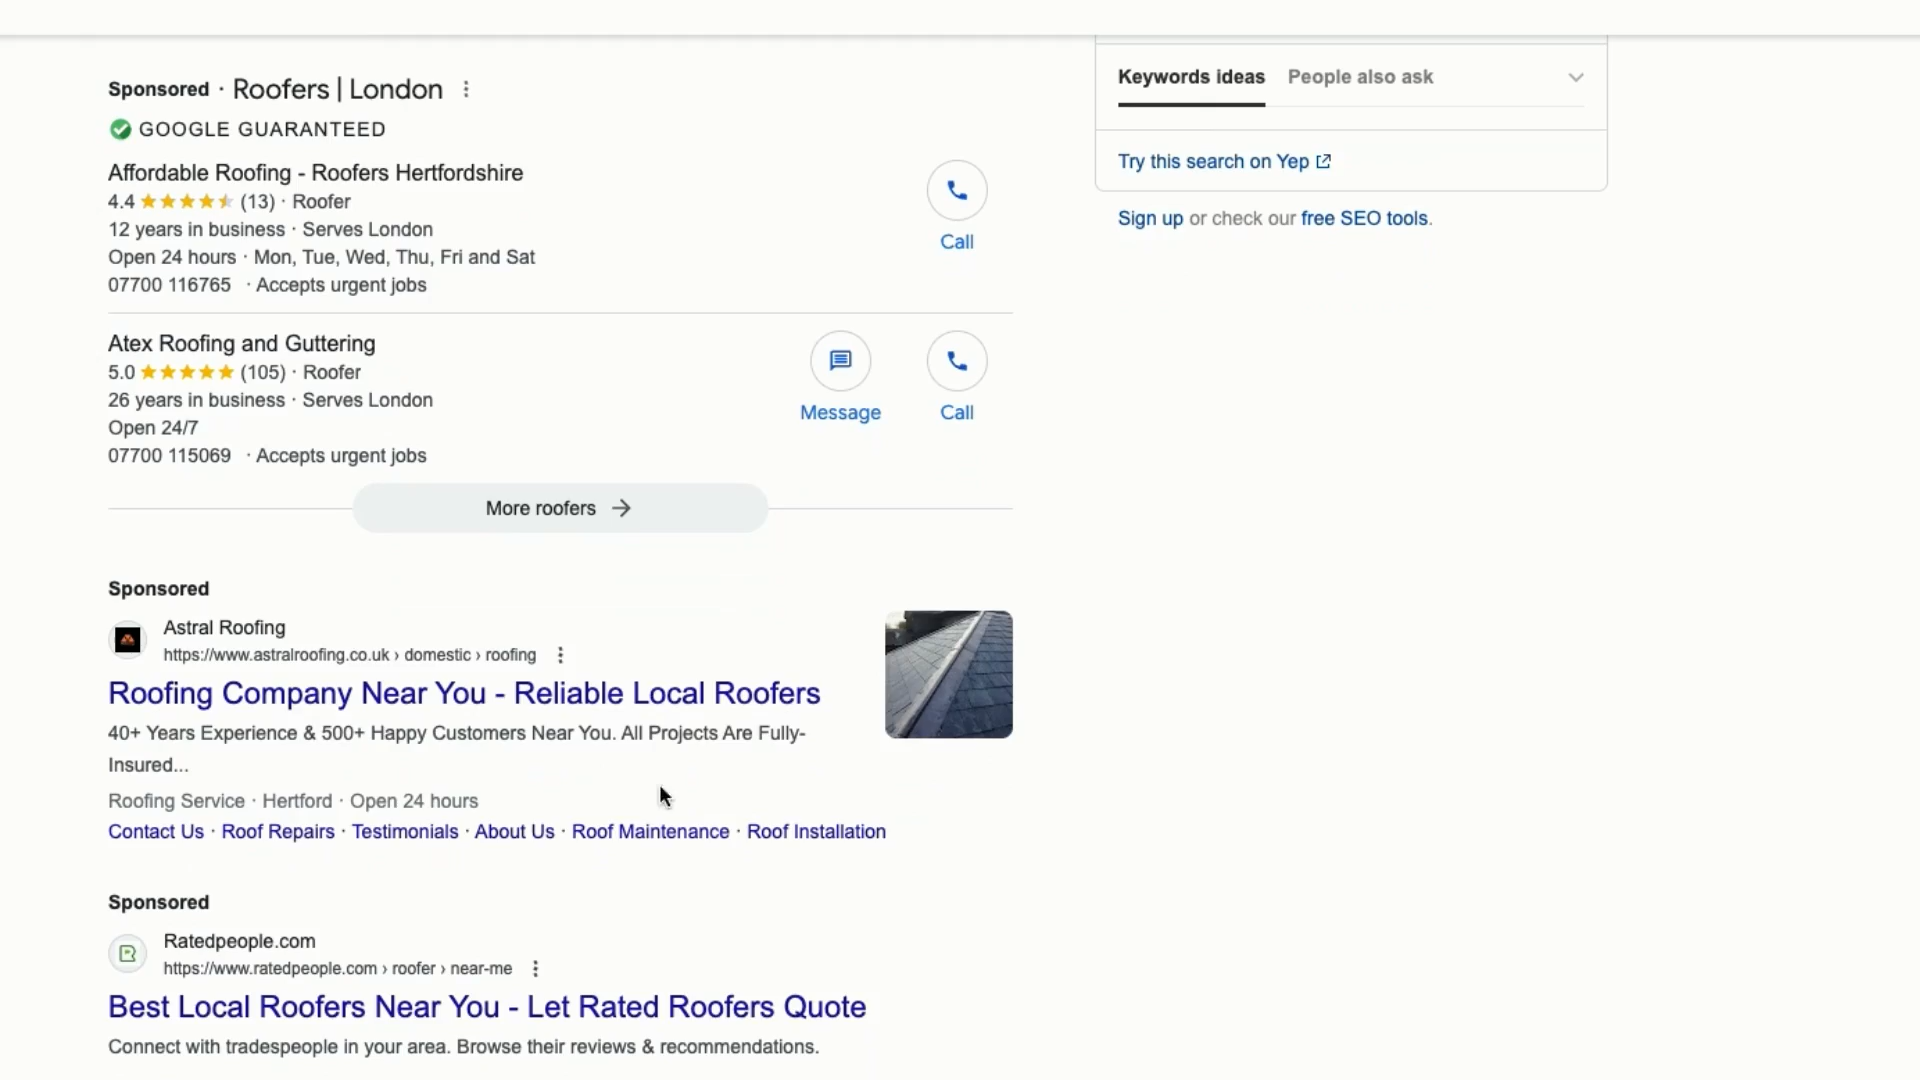 Sponsored · Roofers | London
GOOGLE GUARANTEED
Affordable Roofing - Roofers Hertfordshire
4.4 (13) · Roofer
12 years in business · Serves London
Open 24 hours · Mon, Tue, Wed, Thu, Fri and Sat
07700 116765 · Accepts urgent jobs
Call
Atex Roofing and Guttering
5.0 (105) · Roofer
26 years in business · Serves London
Open 24/7
07700 115069 · Accepts urgent jobs
Message
Call
More roofers
Sponsored
Astral Roofing
https://www.astralroofing.co.uk › domestic › roofing
Roofing Company Near You - Reliable Local Roofers
40+ Years Experience & 500+ Happy Customers Near You. All Projects Are Fully-
Insured...
Roofing Service · Hertford · Open 24 hours
Contact Us · Roof Repairs · Testimonials · About Us · Roof Maintenance · Roof Installation
Sponsored
Ratedpeople.com
https://www.ratedpeople.com › roofer › near-me
Best Local Roofers Near You - Let Rated Roofers Quote
Connect with tradespeople in your area. Browse their reviews & recommendations.
Keywords ideas People also ask
Try this search on Yep
Sign up or check our free SEO tools.